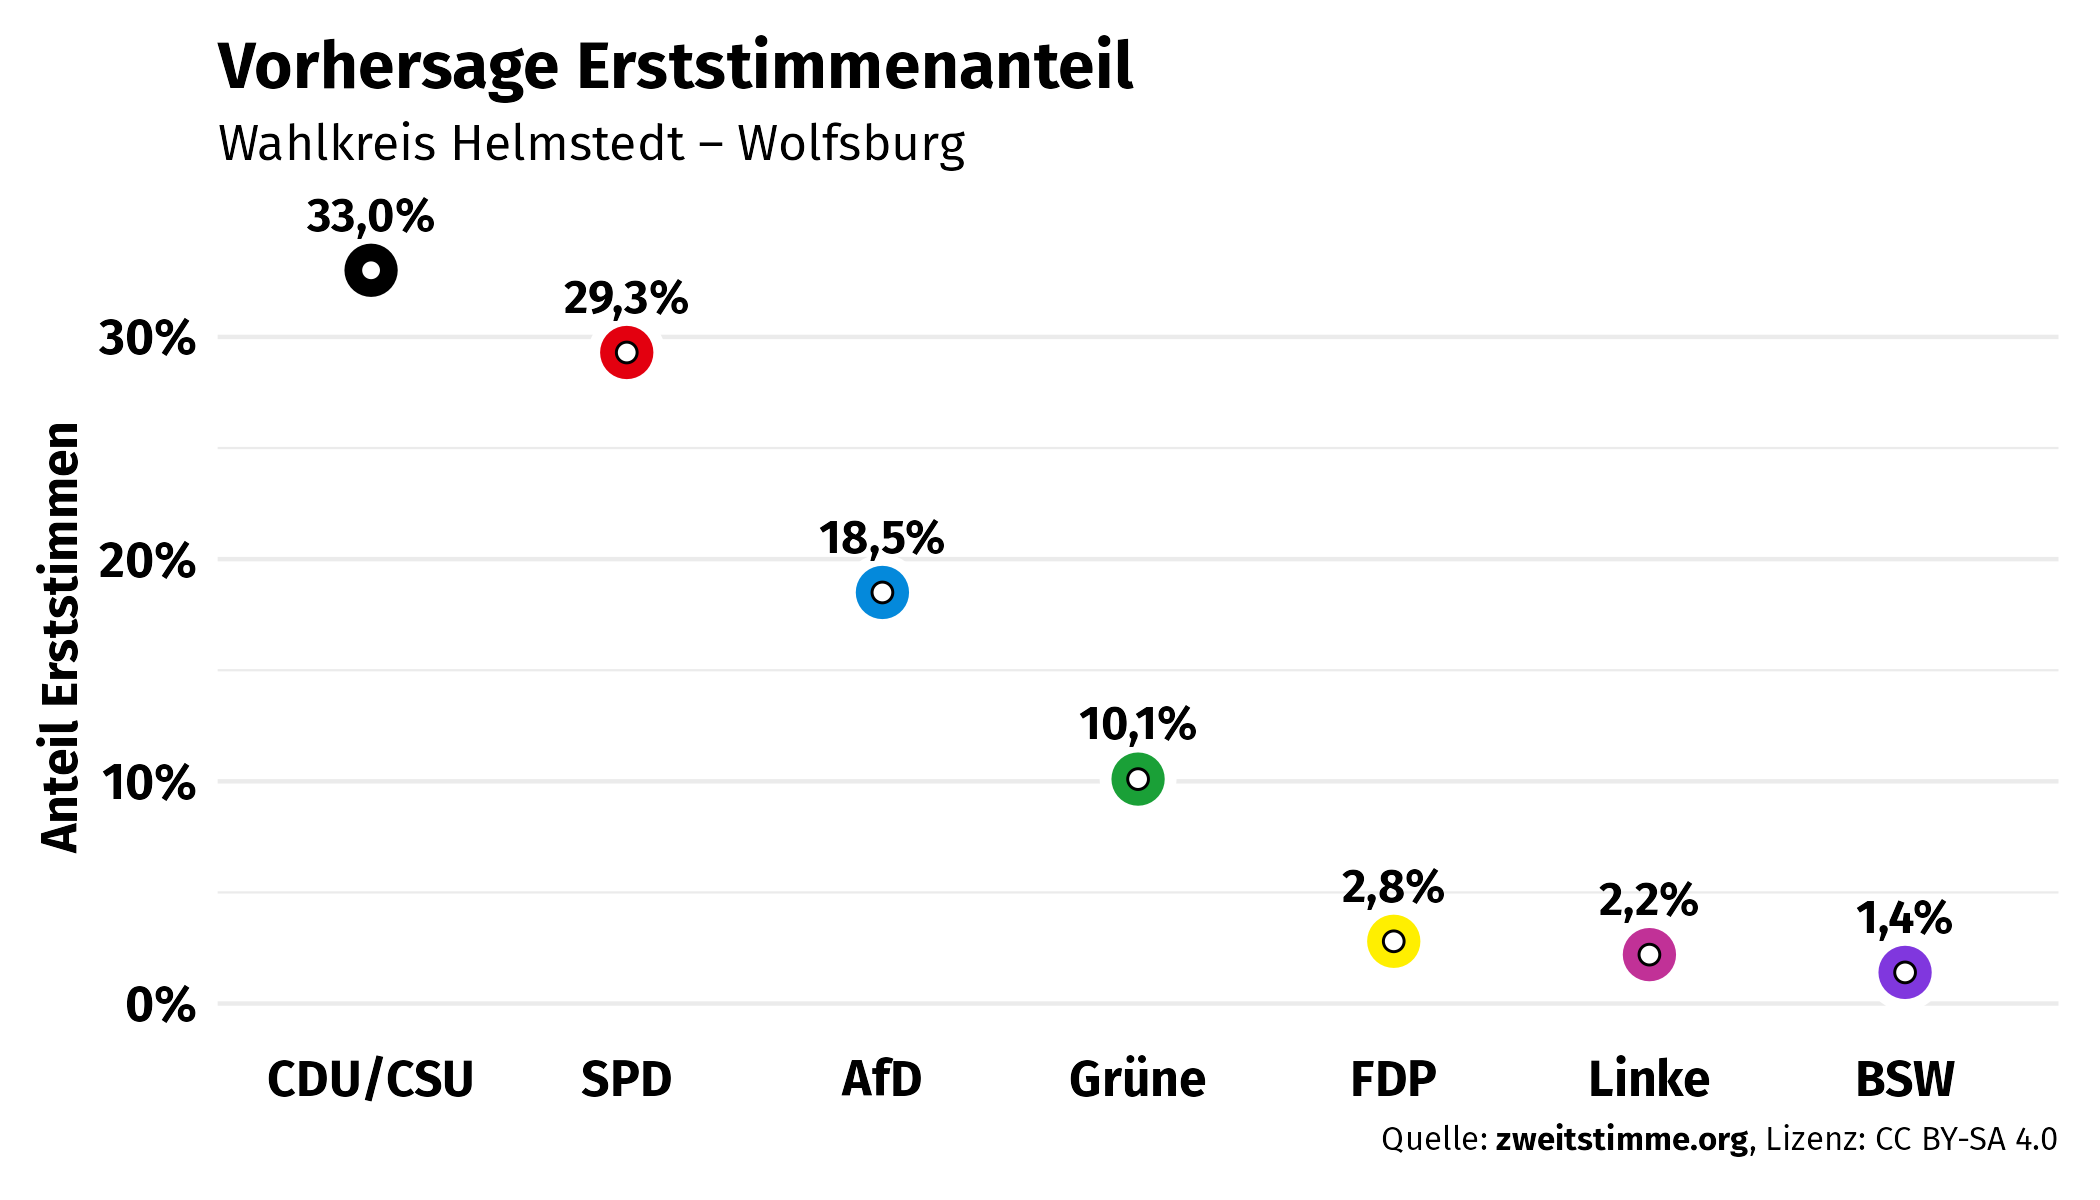 Vorhersage Erststimmenanteil
Wahlkreis Helmstedt – Wolfsburg
33,0%
29,3%
30%
18,5%
20%
10,1%
10%
2,8%
2,2%
1,4%
0%
Anteil Erststimmen
CDU/CSU SPD AfD Grüne FDP Linke BSW
Quelle: zweitstimme.org, Lizenz: CC BY-SA 4.0